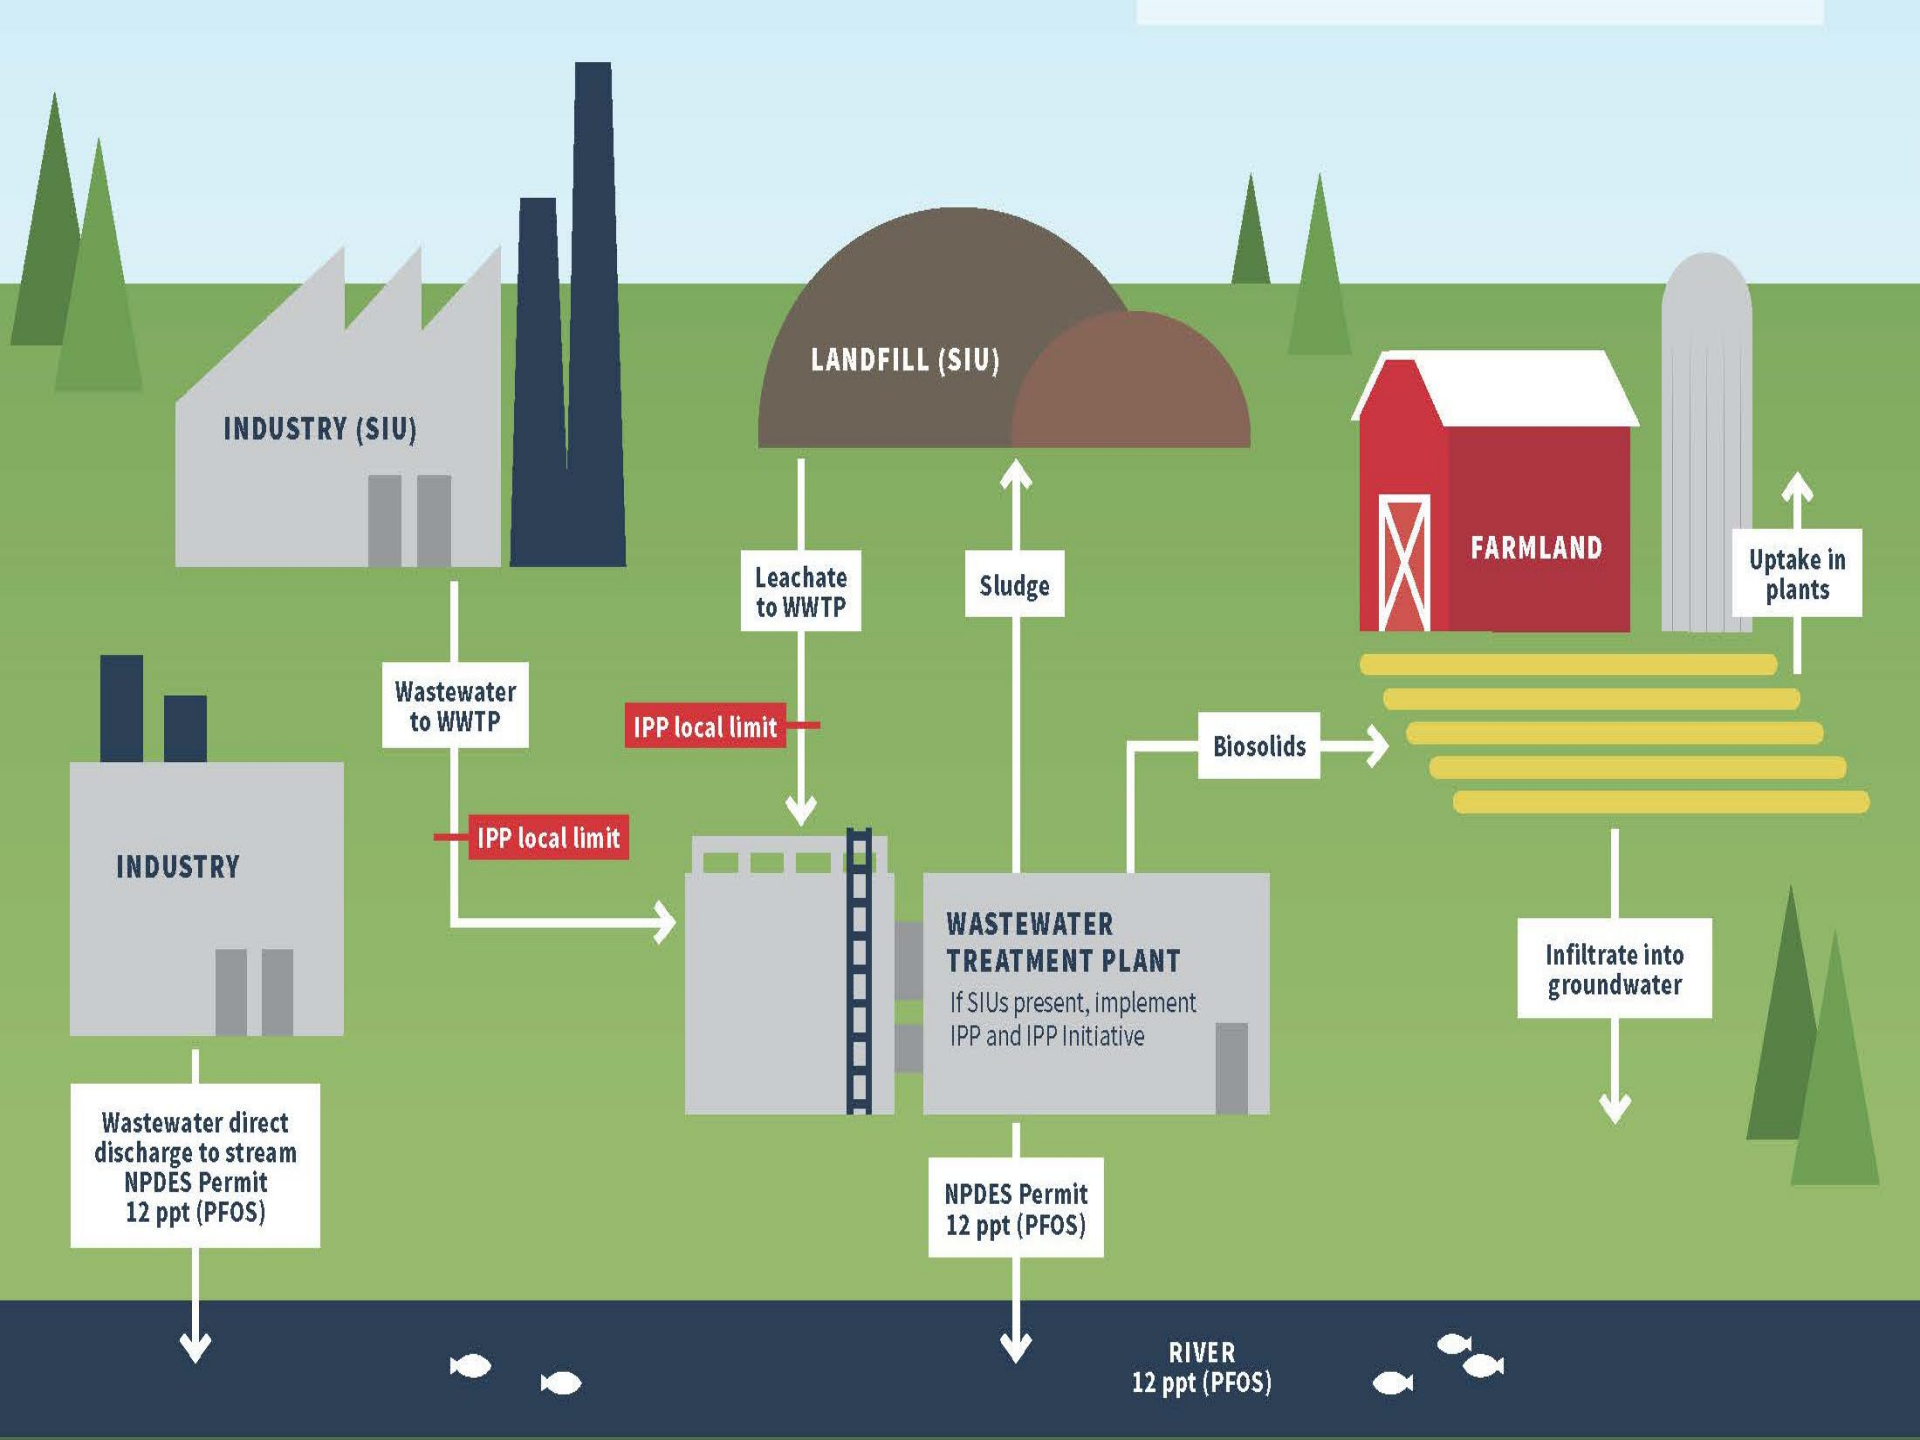 INDUSTRY (SIU)
LANDFILL (SIU)
FARMLAND
Uptake in
plants
Leachate
to WWTP
Sludge
Wastewater
to WWTP
IPP local limit
Biosolids
IPP local limit
INDUSTRY
WASTEWATER
TREATMENT PLANT
If SIUs present, implement
IPP and IPP Initiative
Infiltrate into
groundwater
Wastewater direct
discharge to stream
NPDES Permit
12 ppt (PFOS)
NPDES Permit
12 ppt (PFOS)
RIVER
12 ppt (PFOS)